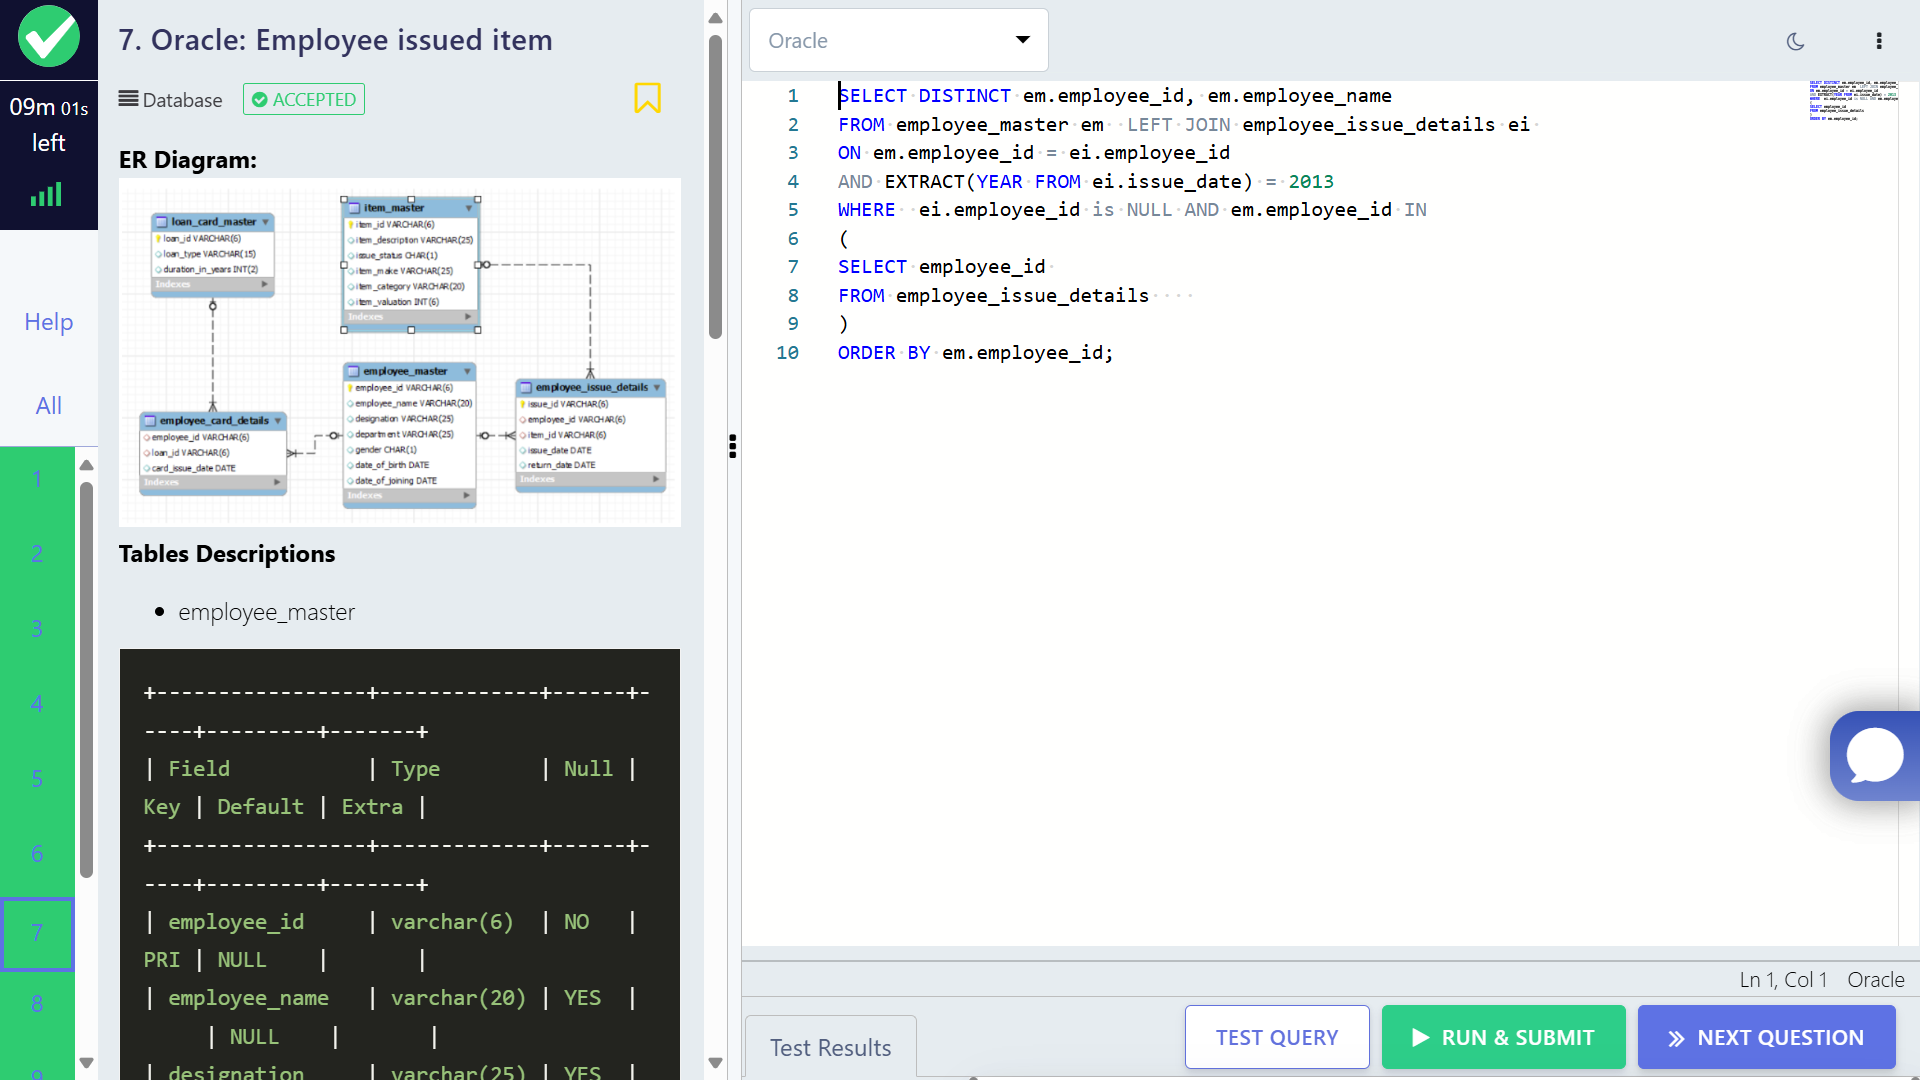 09m 01s
left
Help
All
1
2
3
4
5
6
7
8
9
7. Oracle: Employee issued item
Database
ACCEPTED
ER Diagram:
loan_card_master
loan_id VARCHAR(6)
loan_type VARCHAR(15)
duration_in_years INT(2)
Indexes
item_master
item_id VARCHAR(6)
item_description VARCHAR(25)
issue_status CHAR(1)
item_make VARCHAR(25)
item_category VARCHAR(20)
item_valuation INT(6)
Indexes
employee_card_details
employee_id VARCHAR(6)
loan_id VARCHAR(6)
card_issue_date DATE
Indexes
employee_master
employee_id VARCHAR(6)
employee_name VARCHAR(20)
designation VARCHAR(25)
department VARCHAR(25)
gender CHAR(1)
date_of_birth DATE
date_of_joining DATE
Indexes
employee_issue_details
issue_id VARCHAR(6)
employee_id VARCHAR(6)
item_id VARCHAR(6)
issue_date DATE
return_date DATE
Indexes
Tables Descriptions
• employee_master
+-----------------+-------------+------+-
----+---------+-------+
| Field           | Type        | Null |
Key | Default | Extra |
+-----------------+-------------+------+-
----+---------+-------+
| employee_id     | varchar(6)  | NO   |
PRI | NULL    |       |
| employee_name   | varchar(20) | YES  |
     | NULL    |       |
| designation     | varchar(25) | YES  |
Oracle
1 SELECT DISTINCT em.employee_id, em.employee_name
2 FROM employee_master em  LEFT JOIN employee_issue_details ei
3 ON em.employee_id = ei.employee_id
4 AND EXTRACT(YEAR FROM ei.issue_date) = 2013
5 WHERE  ei.employee_id is NULL AND em.employee_id IN
6 (
7 SELECT employee_id
8 FROM employee_issue_details
9 )
10 ORDER BY em.employee_id;
Ln 1, Col 1 Oracle
Test Results
TEST QUERY
RUN & SUBMIT
NEXT QUESTION